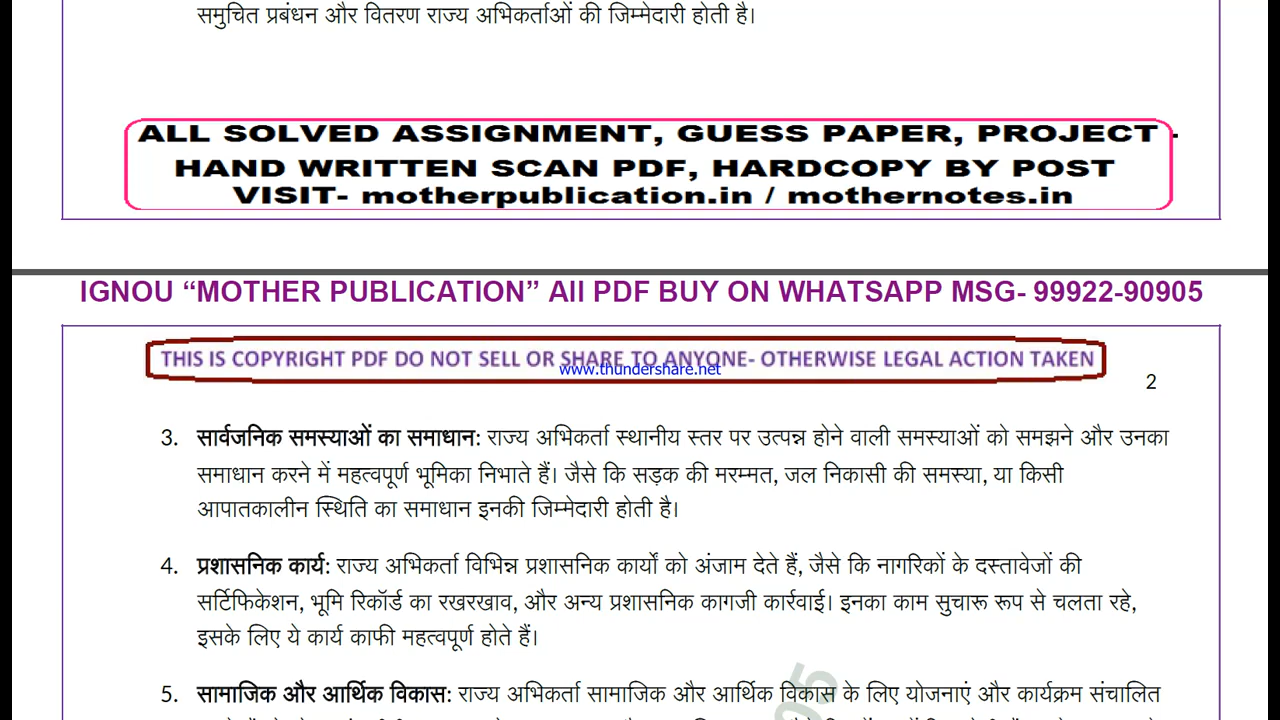 समुचित प्रबंधन और वितरण राज्य अभिकर्ताओं की जिम्मेदारी होती है।
ALL SOLVED ASSIGNMENT, GUESS PAPER, PROJECT -
HAND WRITTEN SCAN PDF, HARDCOPY BY POST
VISIT- motherpublication.in / mothernotes.in
IGNOU “MOTHER PUBLICATION” All PDF BUY ON WHATSAPP MSG- 99922-90905
THIS IS COPYRIGHT PDF DO NOT SELL OR SHARE TO ANYONE- OTHERWISE LEGAL ACTION TAKEN
www.thundershare.net
2
3. सार्वजनिक समस्याओं का समाधान: राज्य अभिकर्ता स्थानीय स्तर पर उत्पन्न होने वाली समस्याओं को समझने और उनका
समाधान करने में महत्वपूर्ण भूमिका निभाते हैं। जैसे कि सड़क की मरम्मत, जल निकासी की समस्या, या किसी
आपातकालीन स्थिति का समाधान इनकी जिम्मेदारी होती है।
4. प्रशासनिक कार्य: राज्य अभिकर्ता विभिन्न प्रशासनिक कार्यों को अंजाम देते हैं, जैसे कि नागरिकों के दस्तावेजों की
सर्टिफिकेशन, भूमि रिकॉर्ड का रखरखाव, और अन्य प्रशासनिक कागजी कार्रवाई। इनका काम सुचारू रूप से चलता रहे,
इसके लिए ये कार्य काफी महत्वपूर्ण होते हैं।
5. सामाजिक और आर्थिक विकास: राज्य अभिकर्ता सामाजिक और आर्थिक विकास के लिए योजनाएं और कार्यक्रम संचालित